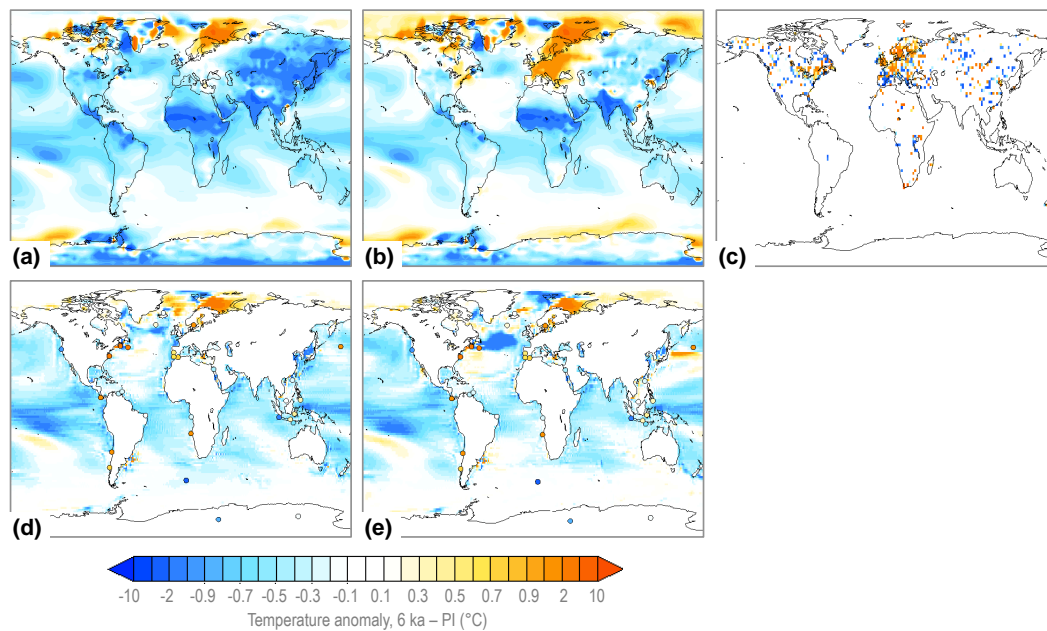 (a) (b) (c)
(d) (e)
-10 -2 -0.9 -0.7 -0.5 -0.3 -0.1 0.1 0.3 0.5 0.7 0.9 2 10
Temperature anomaly, 6 ka – PI (°C)